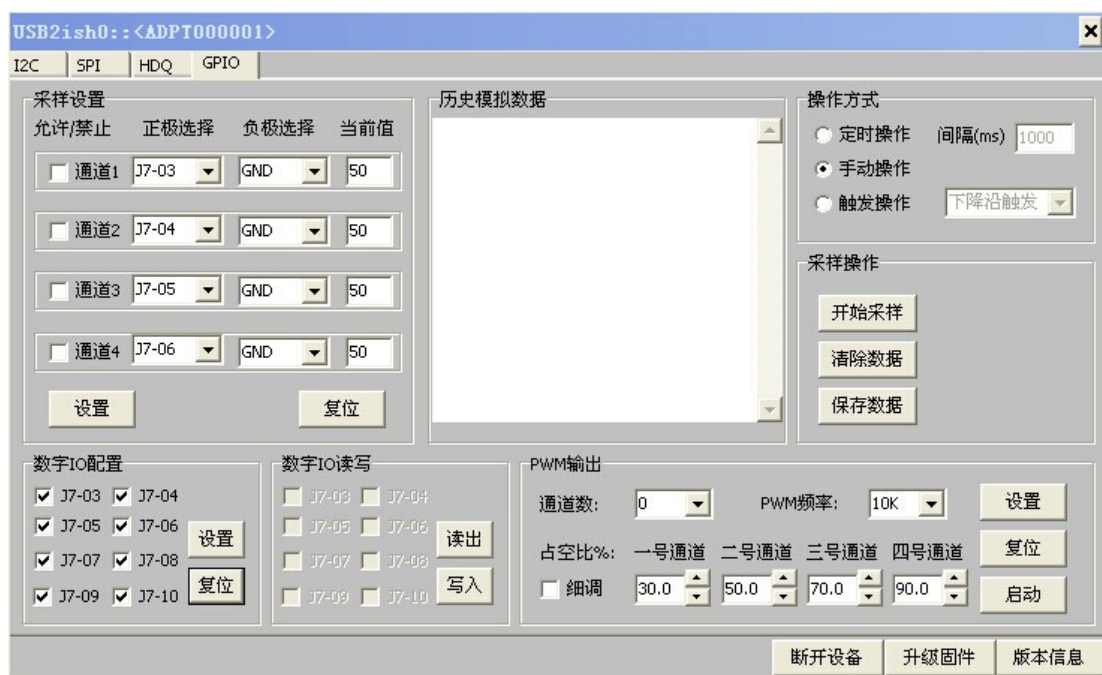 USB2ish0::<ADPT000001>
I2C SPI HDQ GPIO
采样设置
允许/禁止 正极选择 负极选择 当前值
通道1 J7-03 GND 50
通道2 J7-04 GND 50
通道3 J7-05 GND 50
通道4 J7-06 GND 50
设置 复位
历史模拟数据
操作方式
定时操作 间隔(ms) 1000
手动操作
触发操作 下降沿触发
采样操作
开始采样
清除数据
保存数据
数字IO配置
J7-03 J7-04
J7-05 J7-06
J7-07 J7-08
J7-09 J7-10
设置
复位
数字IO读写
J7-03 J7-04
J7-05 J7-06
J7-07 J7-08
J7-09 J7-10
读出
写入
PWM输出
通道数: 0 PWM频率: 10K 设置
占空比%: 一号通道 二号通道 三号通道 四号通道 复位
细调 30.0 50.0 70.0 90.0 启动
断开设备 升级固件 版本信息